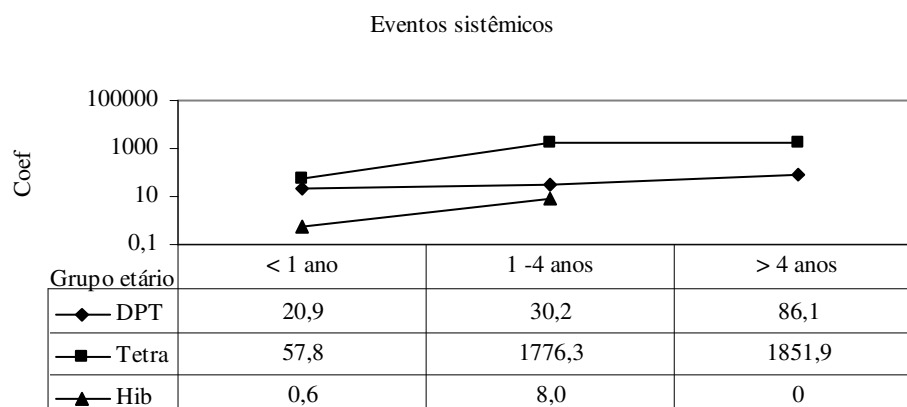 Eventos sistêmicos
100000
1000
10
0,1
Coef
Grupo etário < 1 ano 1 -4 anos > 4 anos
DPT 20,9 30,2 86,1
Tetra 57,8 1776,3 1851,9
Hib 0,6 8,0 0